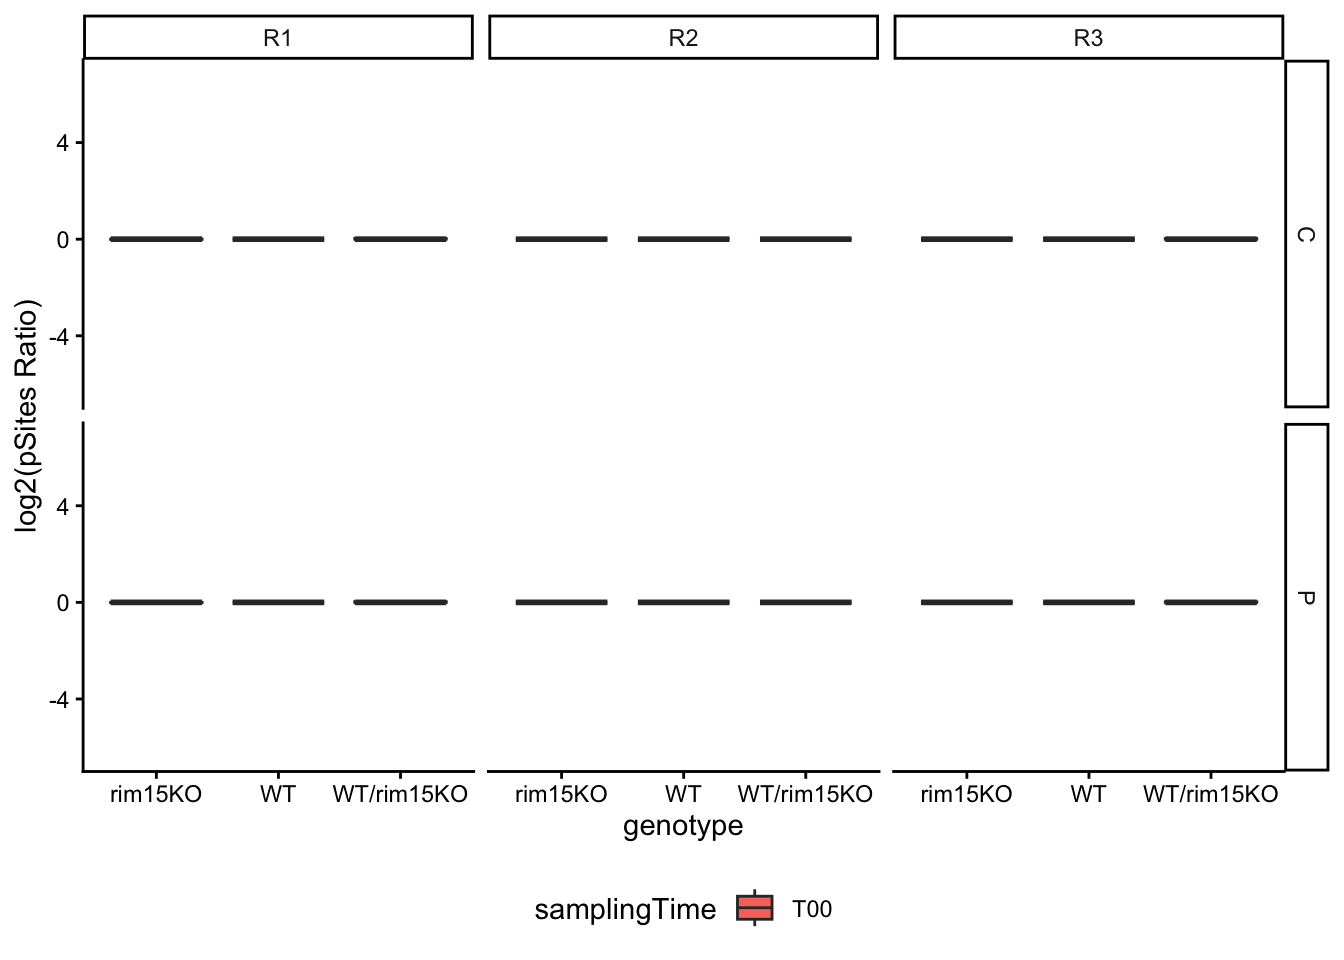 R1 R2 R3
C
4
0
-4
P
4
0
-4
log2(pSites Ratio)
rim15KO WT WT/rim15KO rim15KO WT WT/rim15KO rim15KO WT WT/rim15KO
genotype
samplingTime T00